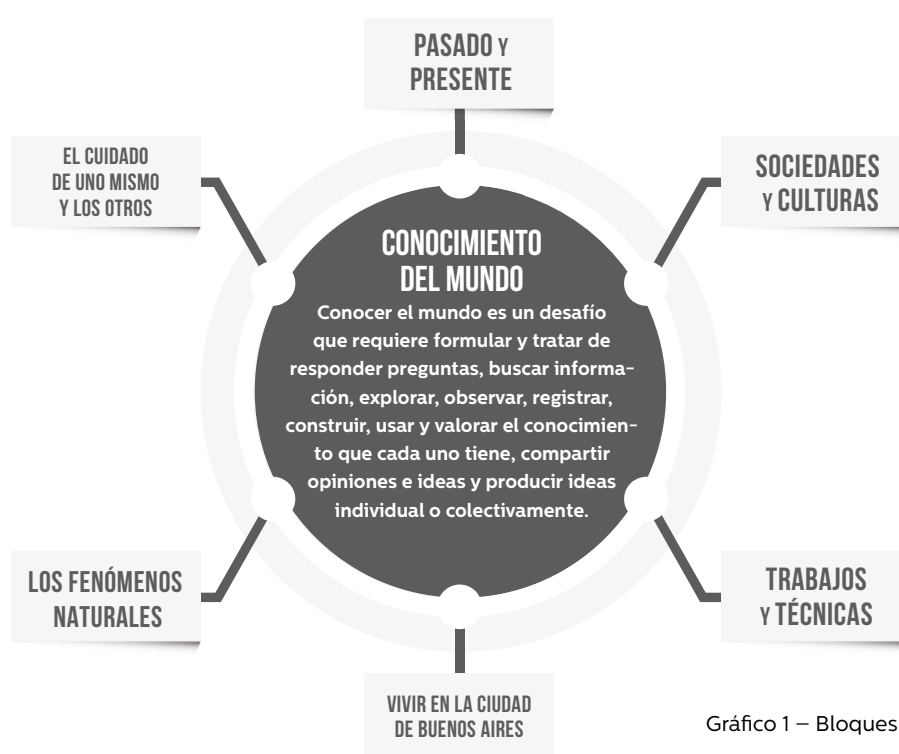 PASADO Y
PRESENTE
EL CUIDADO
DE UNO MISMO
Y LOS OTROS
SOCIEDADES
Y CULTURAS
CONOCIMIENTO
DEL MUNDO
Conocer el mundo es un desafío
que requiere formular y tratar de
responder preguntas, buscar informa-
ción, explorar, observar, registrar,
construir, usar y valorar el conocimien-
to que cada uno tiene, compartir
opiniones e ideas y producir ideas
individual o colectivamente.
LOS FENÓMENOS
NATURALES
TRABAJOS
Y TÉCNICAS
VIVIR EN LA CIUDAD
DE BUENOS AIRES
Gráfico 1 – Bloques